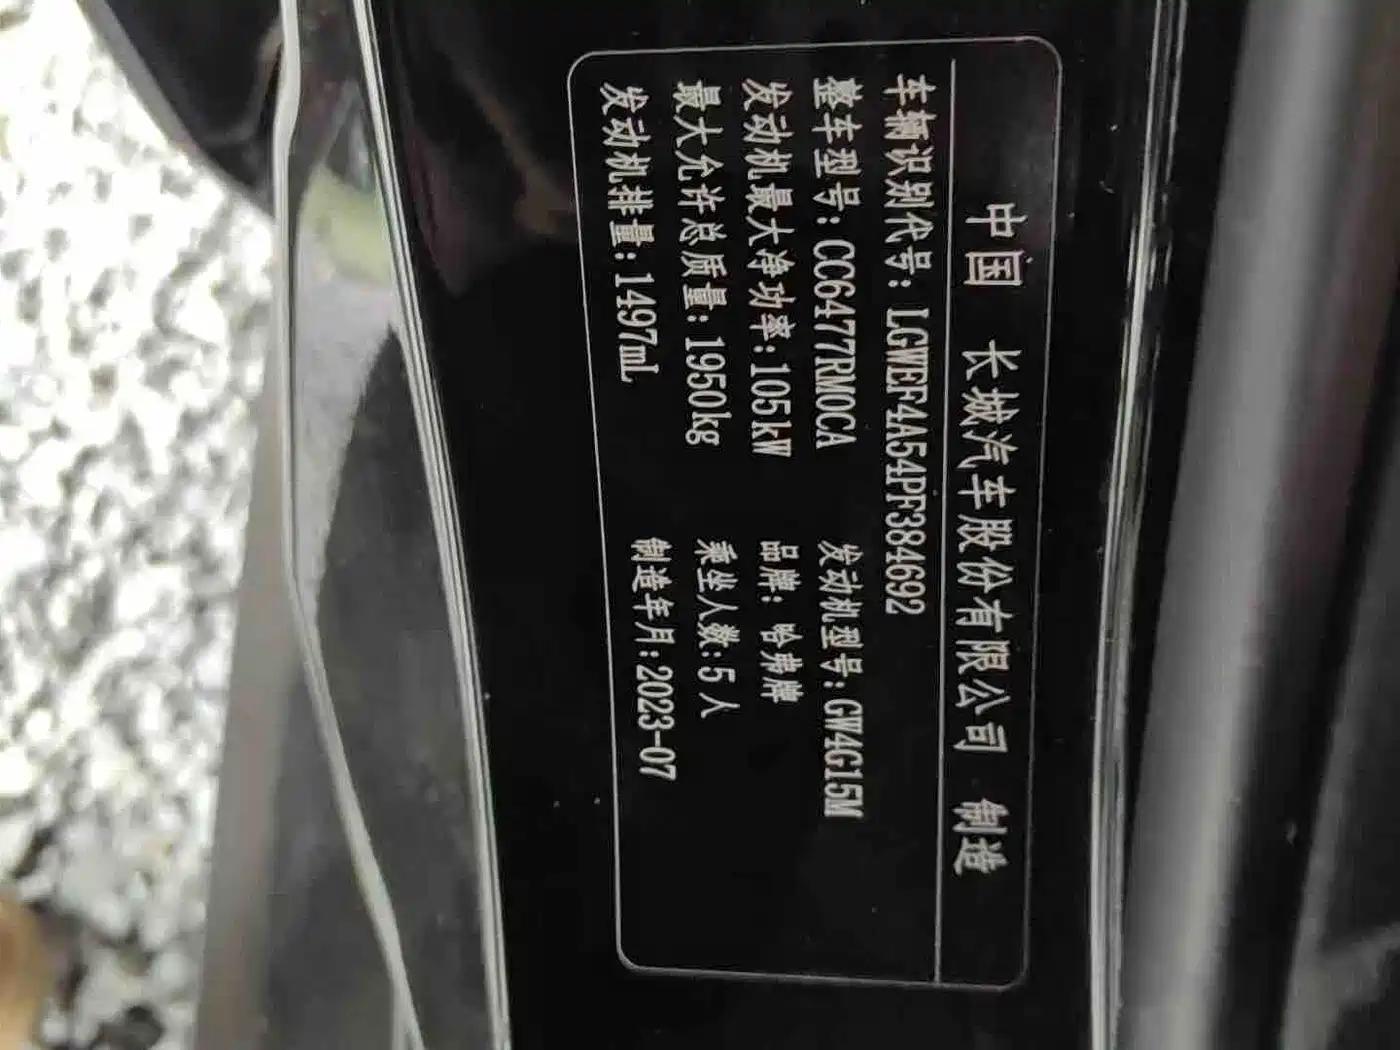 中国 长城汽车股份有限公司 制造
车辆识别代号: LGWEF4A54PF384692
整车型号: CC6477RM0CA 发动机型号: GW4G15M
发动机最大净功率: 105kW 品牌: 哈弗牌
最大允许总质量: 1950kg 乘坐人数: 5人
发动机排量: 1497mL 制造年月: 2023-07